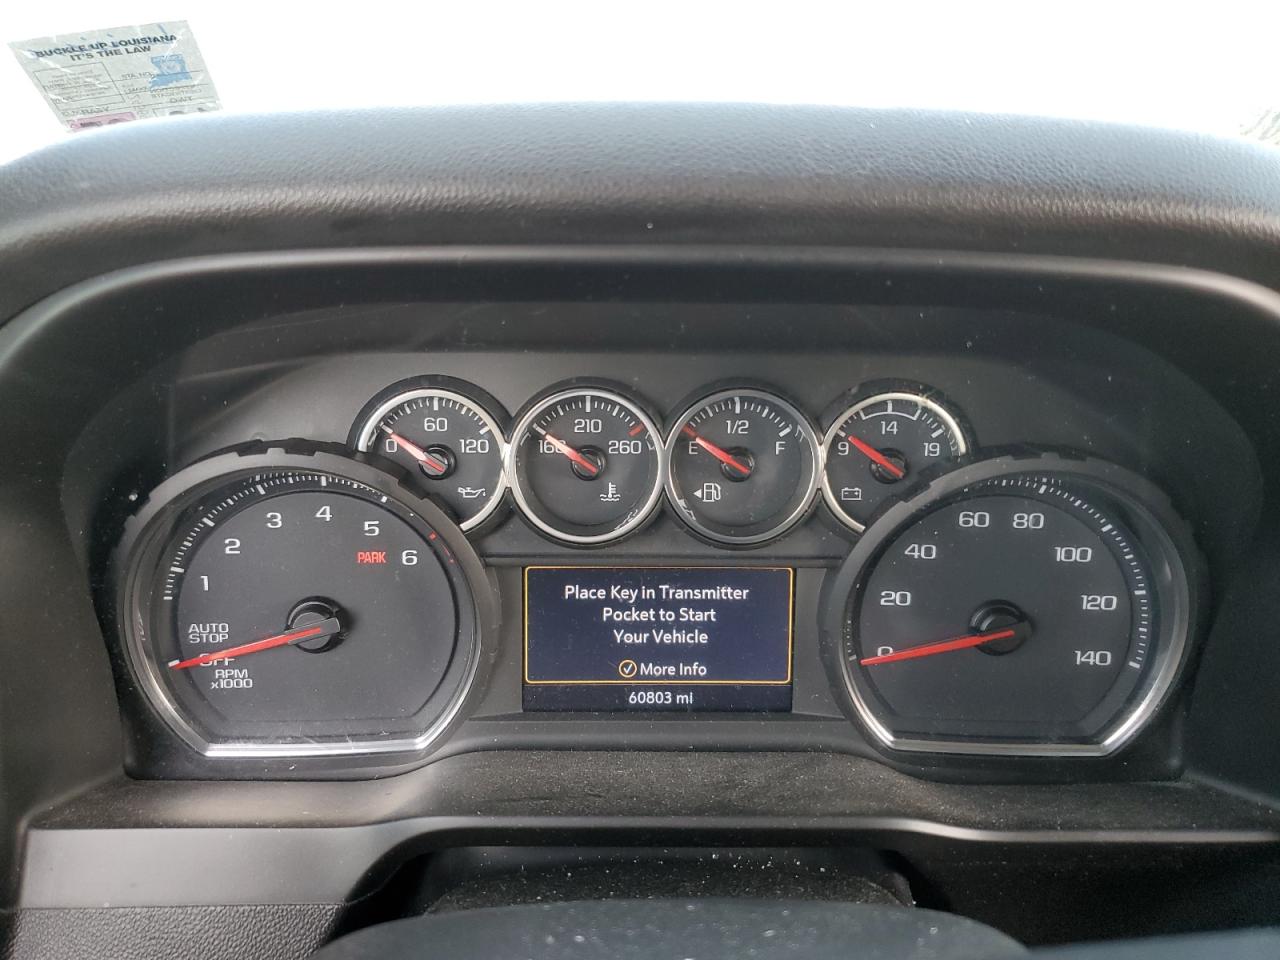 BUCKLE UP LOUISIANA
IT'S THE LAW
STA. NO.
0 60 120
160 210 260
E 1/2 F
9 14 19
1 2 3 4 5 6
PARK
AUTO
STOP
OFF
RPM
x1000
Place Key in Transmitter
Pocket to Start
Your Vehicle
More Info
60803 mi
0 20 40 60 80 100 120 140